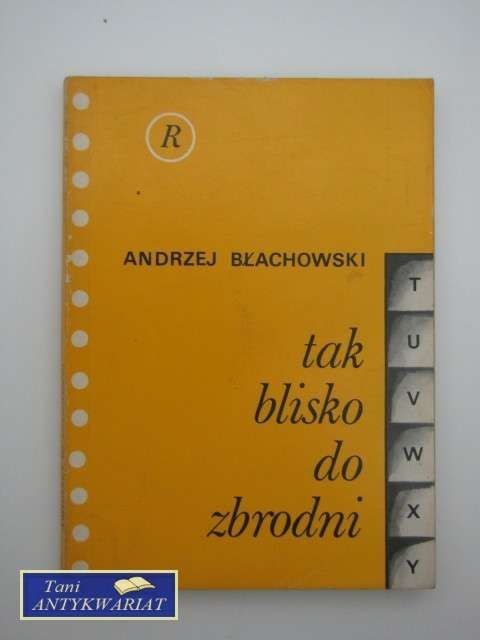 R
ANDRZEJ BŁACHOWSKI
tak
blisko
do
zbrodni
T
U
V
W
X
Y
Tani
ANTYKWARIAT